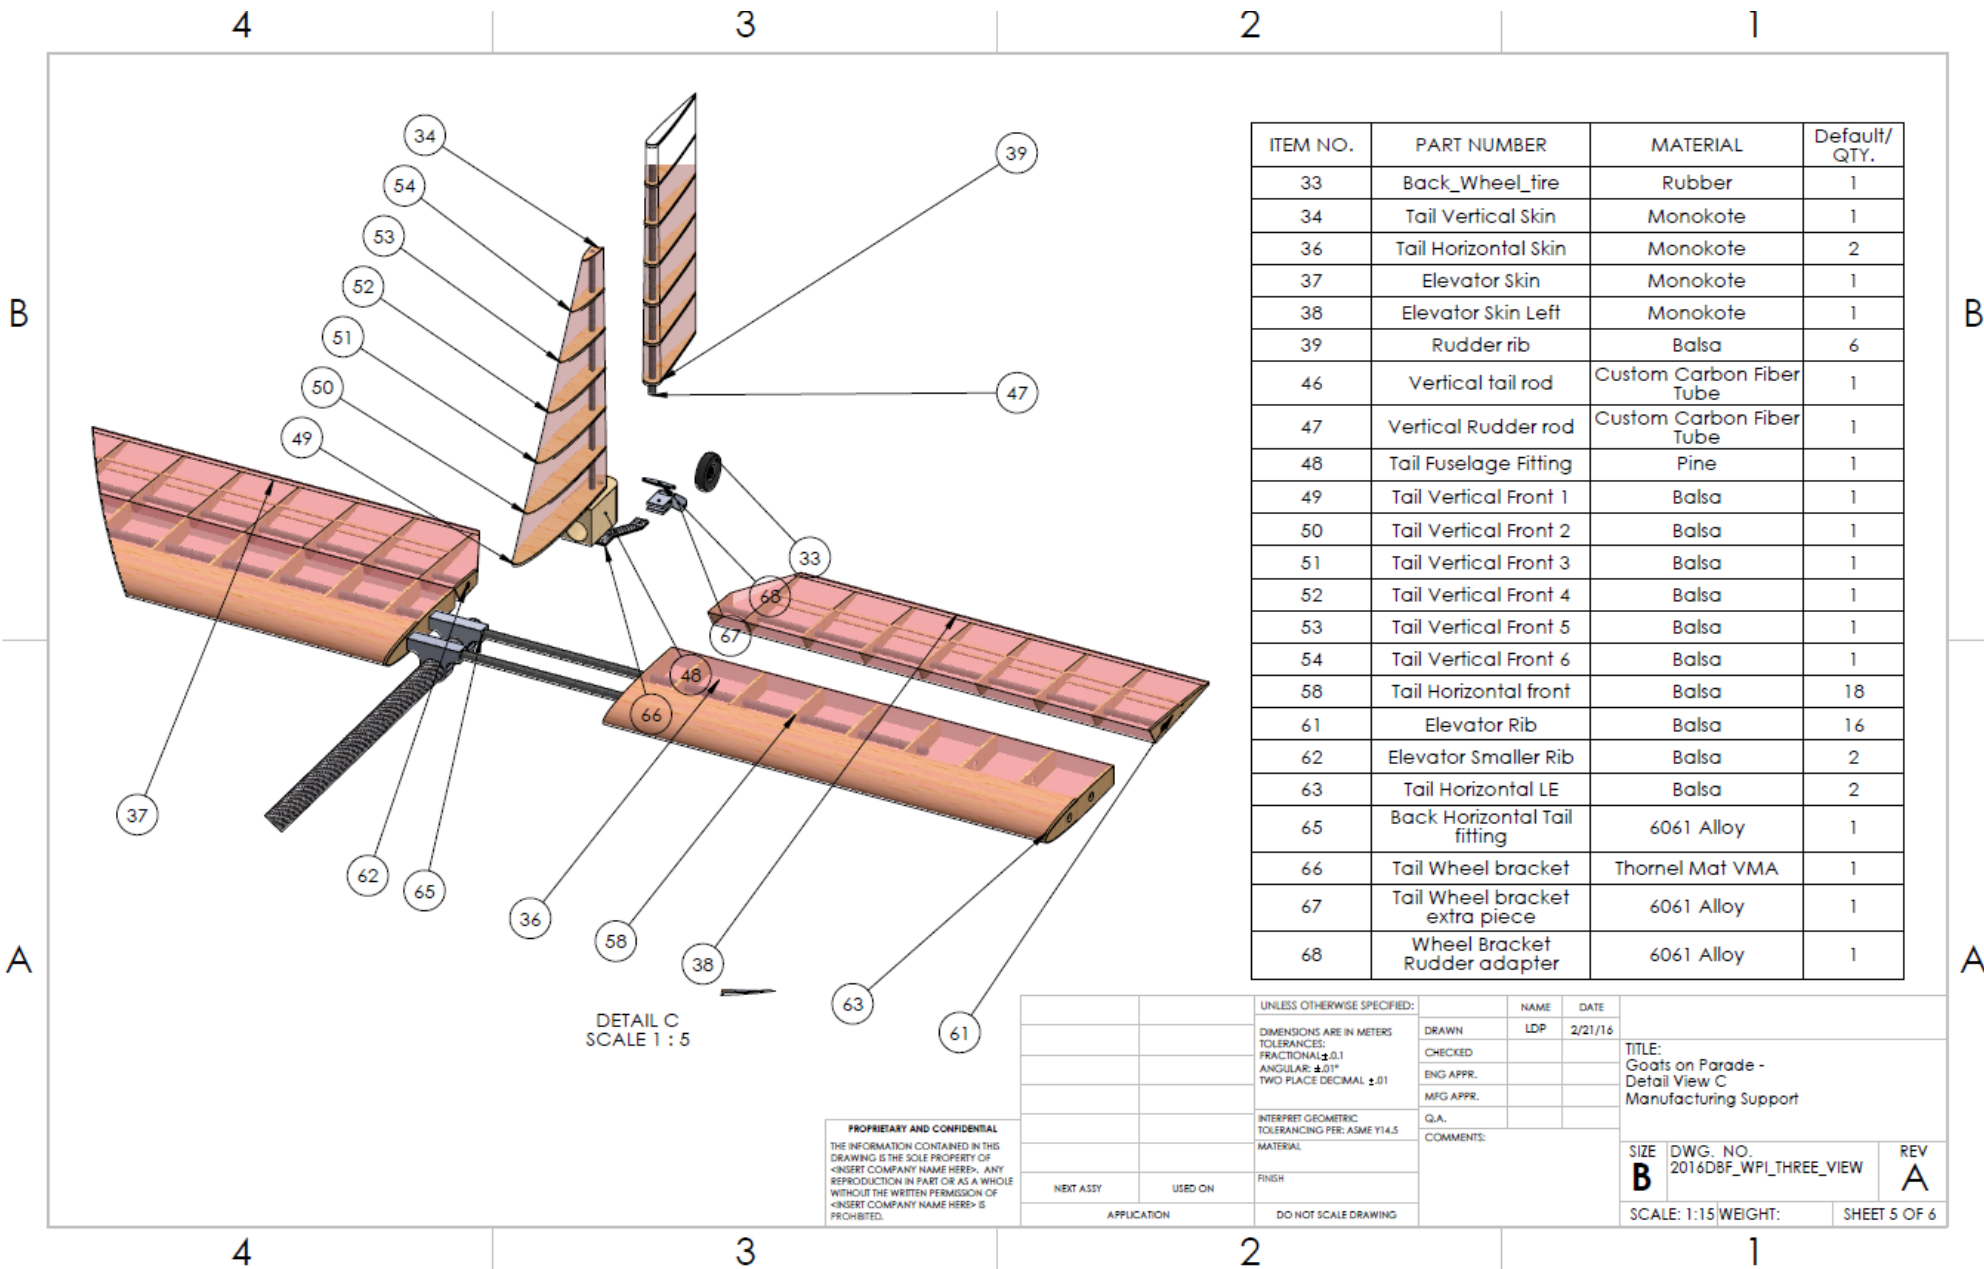 4 3 2 1
B B
A A
34
54
53
52
51
50
49
39
47
33
68
67
48
66
37
62
65
36
58
38
63
61
DETAIL C
SCALE 1 : 5
ITEM NO. PART NUMBER MATERIAL Default/
QTY.
33 Back_Wheel_tire Rubber 1
34 Tail Vertical Skin Monokote 1
36 Tail Horizontal Skin Monokote 2
37 Elevator Skin Monokote 1
38 Elevator Skin Left Monokote 1
39 Rudder rib Balsa 6
46 Vertical tail rod Custom Carbon Fiber
Tube 1
47 Vertical Rudder rod Custom Carbon Fiber
Tube 1
48 Tail Fuselage Fitting Pine 1
49 Tail Vertical Front 1 Balsa 1
50 Tail Vertical Front 2 Balsa 1
51 Tail Vertical Front 3 Balsa 1
52 Tail Vertical Front 4 Balsa 1
53 Tail Vertical Front 5 Balsa 1
54 Tail Vertical Front 6 Balsa 1
58 Tail Horizontal front Balsa 18
61 Elevator Rib Balsa 16
62 Elevator Smaller Rib Balsa 2
63 Tail Horizontal LE Balsa 2
65 Back Horizontal Tail
fitting 6061 Alloy 1
66 Tail Wheel bracket Thornel Mat VMA 1
67 Tail Wheel bracket
extra piece 6061 Alloy 1
68 Wheel Bracket
Rudder adapter 6061 Alloy 1
PROPRIETARY AND CONFIDENTIAL
THE INFORMATION CONTAINED IN THIS
DRAWING IS THE SOLE PROPERTY OF
<INSERT COMPANY NAME HERE>. ANY
REPRODUCTION IN PART OR AS A WHOLE
WITHOUT THE WRITTEN PERMISSION OF
<INSERT COMPANY NAME HERE> IS
PROHIBITED.
NEXT ASSY USED ON
APPLICATION
UNLESS OTHERWISE SPECIFIED:
DIMENSIONS ARE IN METERS
TOLERANCES:
FRACTIONAL±0.1
ANGULAR: ±.01°
TWO PLACE DECIMAL ±.01
INTERPRET GEOMETRIC
TOLERANCING PER: ASME Y14.5
MATERIAL
FINISH
DO NOT SCALE DRAWING
NAME DATE
DRAWN LDP 2/21/16
CHECKED
ENG APPR.
MFG APPR.
Q.A.
COMMENTS:
TITLE:
Goats on Parade -
Detail View C
Manufacturing Support
SIZE DWG. NO. REV
B 2016DBF_WPI_THREE_VIEW A
SCALE: 1:15 WEIGHT: SHEET 5 OF 6
4 3 2 1